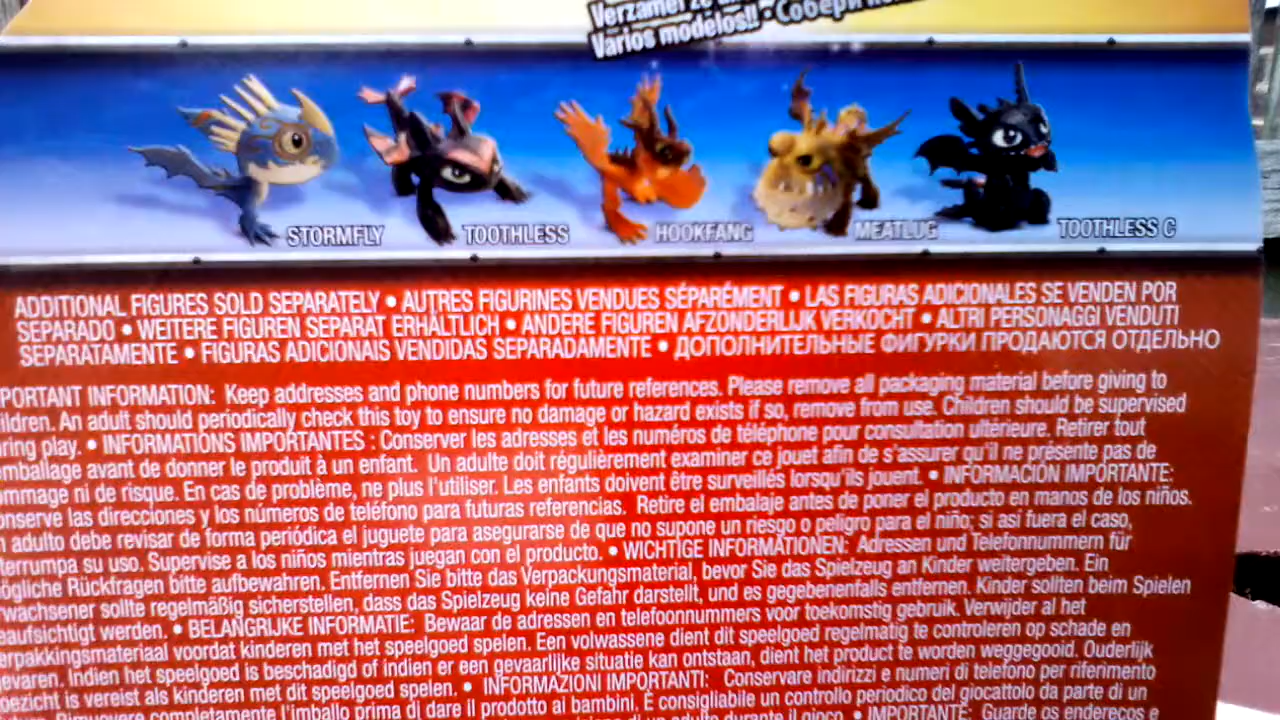 Verzamel ze
Varios modelos!! • Собери
STORMFLY TOOTHLESS HOOKFANG MEATLUG TOOTHLESS C
ADDITIONAL FIGURES SOLD SEPARATELY • AUTRES FIGURINES VENDUES SÉPARÉMENT • LAS FIGURAS ADICIONALES SE VENDEN POR
SEPARADO • WEITERE FIGUREN SEPARAT ERHÄLTLICH • ANDERE FIGUREN AFZONDERLIJK VERKOCHT • ALTRI PERSONAGGI VENDUTI
SEPARATAMENTE • FIGURAS ADICIONAIS VENDIDAS SEPARADAMENTE • ДОПОЛНИТЕЛЬНЫЕ ФИГУРКИ ПРОДАЮТСЯ ОТДЕЛЬНО
PORTANT INFORMATION: Keep addresses and phone numbers for future references. Please remove all packaging material before giving to
ildren. An adult should periodically check this toy to ensure no damage or hazard exists if so, remove from use. Children should be supervised
ring play. • INFORMATIONS IMPORTANTES : Conserver les adresses et les numéros de téléphone pour consultation ultérieure. Retirer tout
mballage avant de donner le produit à un enfant. Un adulte doit régulièrement examiner ce jouet afin de s'assurer qu'il ne présente pas de
mmage ni de risque. En cas de problème, ne plus l'utiliser. Les enfants doivent être surveillés lorsqu'ils jouent. • INFORMACIÓN IMPORTANTE:
onserve las direcciones y los números de teléfono para futuras referencias. Retire el embalaje antes de poner el producto en manos de los niños.
n adulto debe revisar de forma periódica el juguete para asegurarse de que no supone un riesgo o peligro para el niño; si así fuera el caso,
terrumpa su uso. Supervise a los niños mientras juegan con el producto. • WICHTIGE INFORMATIONEN: Adressen und Telefonnummern für
ögliche Rückfragen bitte aufbewahren. Entfernen Sie bitte das Verpackungsmaterial, bevor Sie das Spielzeug an Kinder weitergeben. Ein
wachsener sollte regelmäßig sicherstellen, dass das Spielzeug keine Gefahr darstellt, und es gegebenenfalls entfernen. Kinder sollten beim Spielen
eaufsichtigt werden. • BELANGRIJKE INFORMATIE: Bewaar de adressen en telefoonnummers voor toekomstig gebruik. Verwijder al het
erpakkingsmateriaal voordat kinderen met het speelgoed spelen. Een volwassene dient dit speelgoed regelmatig te controleren op schade en
evaren. Indien het speelgoed is beschadigd of indien er een gevaarlijke situatie kan ontstaan, dient het product te worden weggegooid. Ouderlijk
oezicht is vereist als kinderen met dit speelgoed spelen. • INFORMAZIONI IMPORTANTI: Conservare indirizzi e numeri di telefono per riferimento
Rimuovere completamente l'imballo prima di dare il prodotto ai bambini. È consigliabile un controllo periodico del giocattolo da parte di un
di un adulto durante il gioco. • IMPORTANTE: Guarde os endereços e